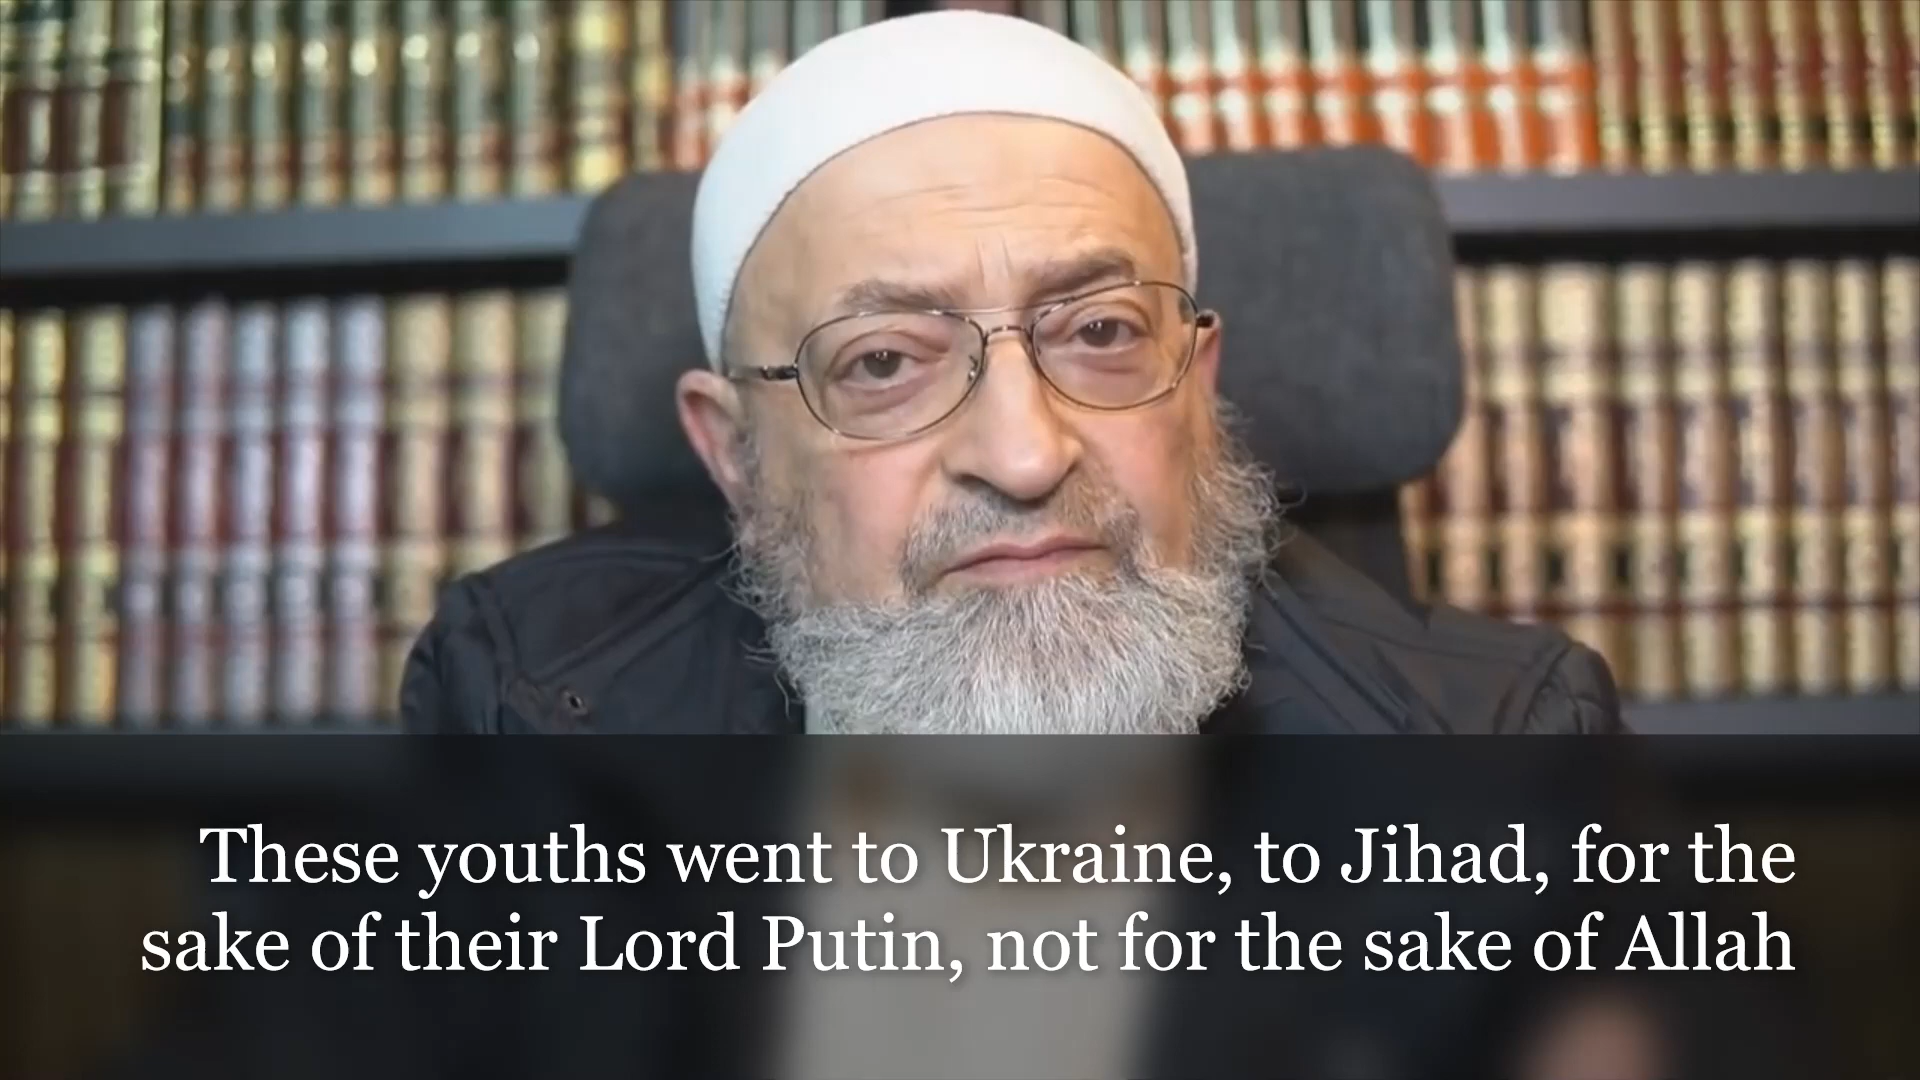 These youths went to Ukraine, to Jihad, for the
sake of their Lord Putin, not for the sake of Allah